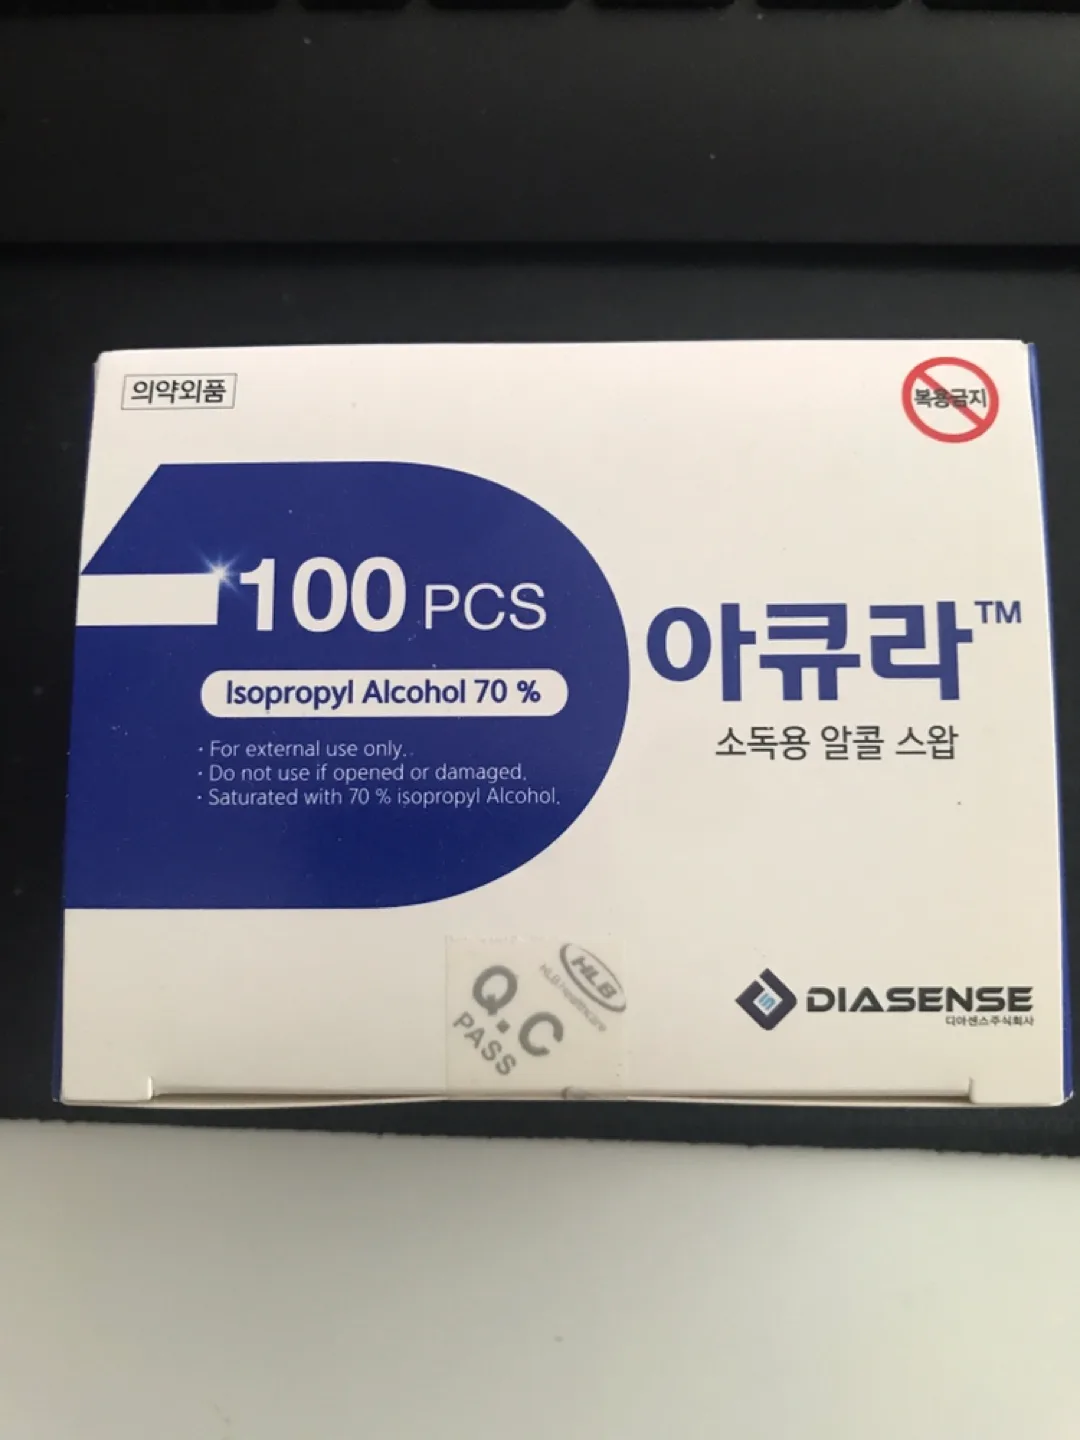 의약외품
복용금지
100 PCS
Isopropyl Alcohol 70 %
· For external use only.
· Do not use if opened or damaged.
· Saturated with 70 % isopropyl Alcohol.
아큐라™
소독용 알콜 스왑
Q.C
PASS
HLB
HLB healthcare
DIASENSE
디아센스주식회사